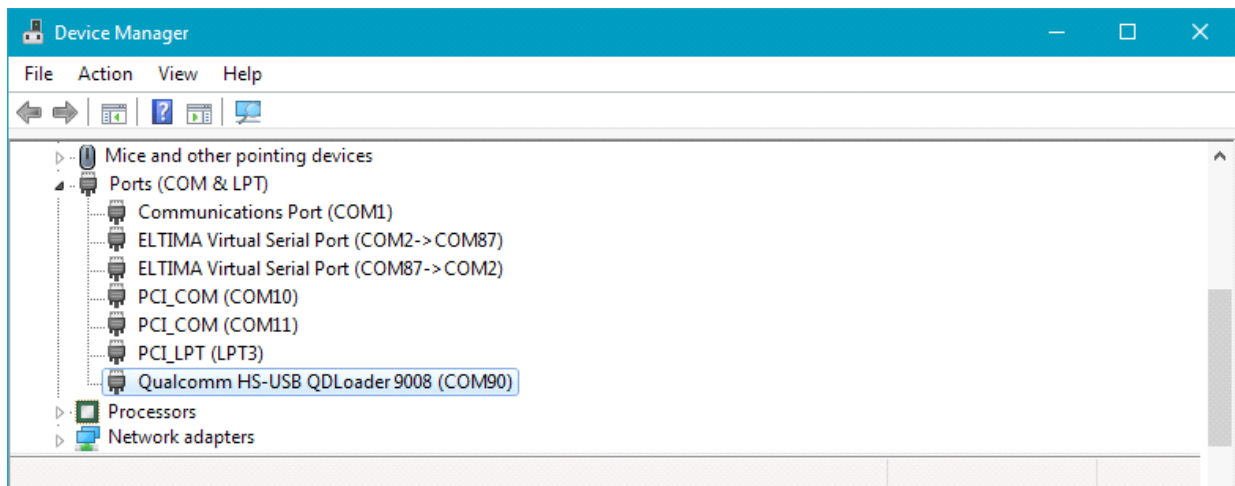 Device Manager
File Action View Help
Mice and other pointing devices
Ports (COM & LPT)
Communications Port (COM1)
ELTIMA Virtual Serial Port (COM2->COM87)
ELTIMA Virtual Serial Port (COM87->COM2)
PCI_COM (COM10)
PCI_COM (COM11)
PCI_LPT (LPT3)
Qualcomm HS-USB QDLoader 9008 (COM90)
Processors
Network adapters